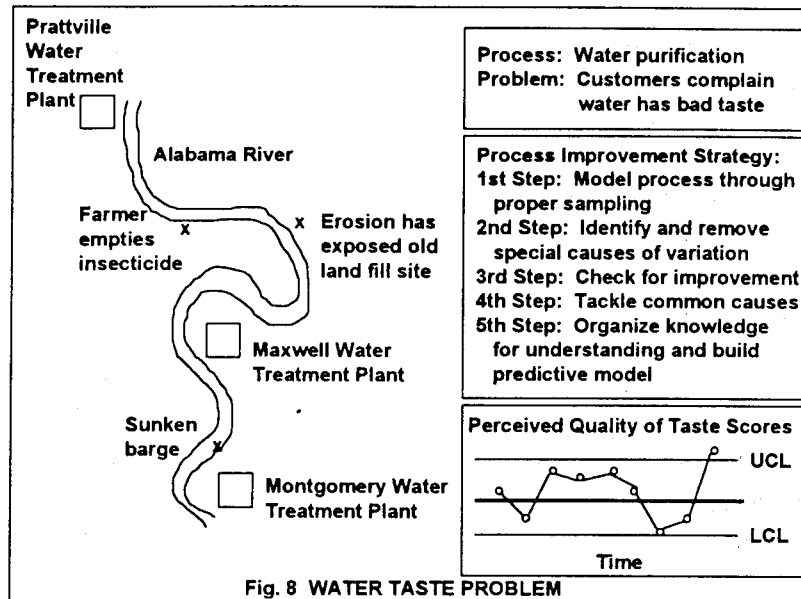 Prattville
Water
Treatment
Plant
Alabama River
Farmer
empties
insecticide
x
x
Erosion has
exposed old
land fill site
Maxwell Water
Treatment Plant
Sunken
barge
x
Montgomery Water
Treatment Plant
Process: Water purification
Problem: Customers complain
water has bad taste
Process Improvement Strategy:
1st Step: Model process through
proper sampling
2nd Step: Identify and remove
special causes of variation
3rd Step: Check for improvement
4th Step: Tackle common causes
5th Step: Organize knowledge
for understanding and build
predictive model
Perceived Quality of Taste Scores
UCL
LCL
Time
Fig. 8 WATER TASTE PROBLEM